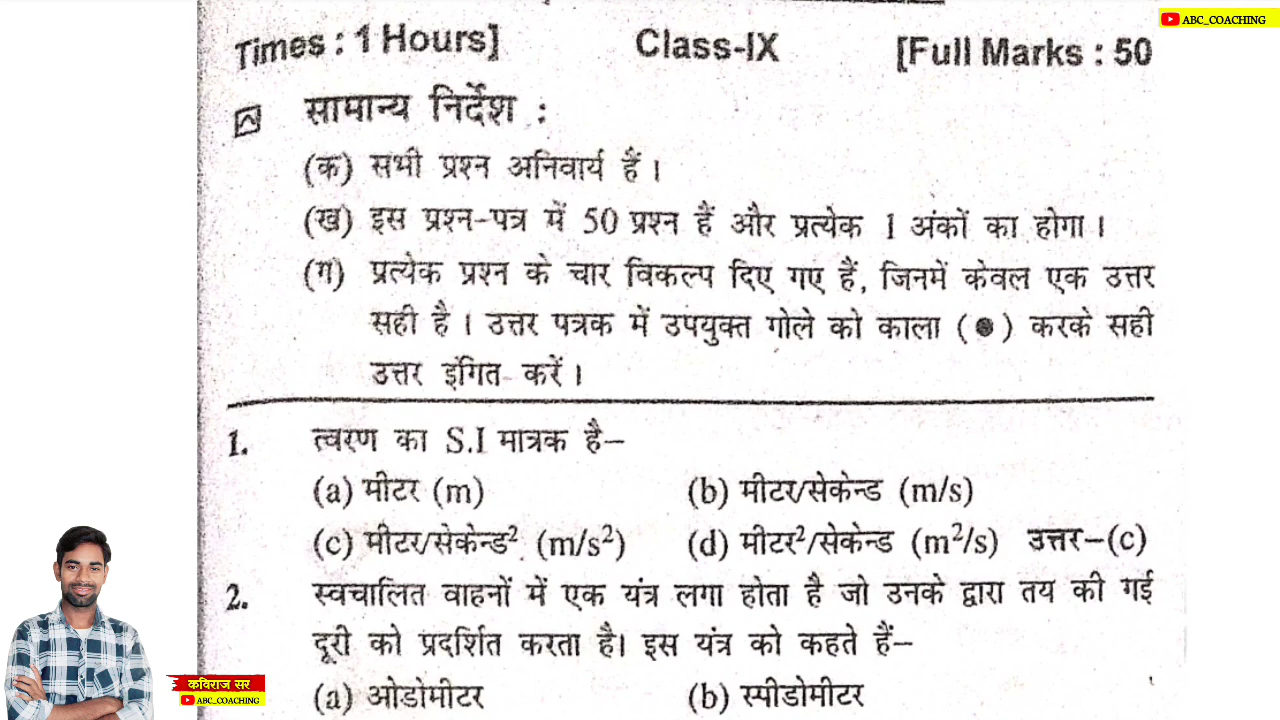 ABC_COACHING
Times : 1 Hours] Class-IX [Full Marks : 50
सामान्य निर्देश :
(क) सभी प्रश्न अनिवार्य हैं ।
(ख) इस प्रश्न-पत्र में 50 प्रश्न हैं और प्रत्येक 1 अंकों का होगा ।
(ग) प्रत्येक प्रश्न के चार विकल्प दिए गए हैं, जिनमें केवल एक उत्तर
सही है । उत्तर पत्रक में उपयुक्त गोले को काला (●) करके सही
उत्तर इंगित करें ।
1. त्वरण का S.I मात्रक है–
(a) मीटर (m) (b) मीटर/सेकेन्ड (m/s)
(c) मीटर/सेकेन्ड² (m/s²) (d) मीटर²/सेकेन्ड (m²/s) उत्तर–(c)
2. स्वचालित वाहनों में एक यंत्र लगा होता है जो उनके द्वारा तय की गई
दूरी को प्रदर्शित करता है। इस यंत्र को कहते हैं–
(a) ओडोमीटर (b) स्पीडोमीटर
कविराज सर
ABC_COACHING